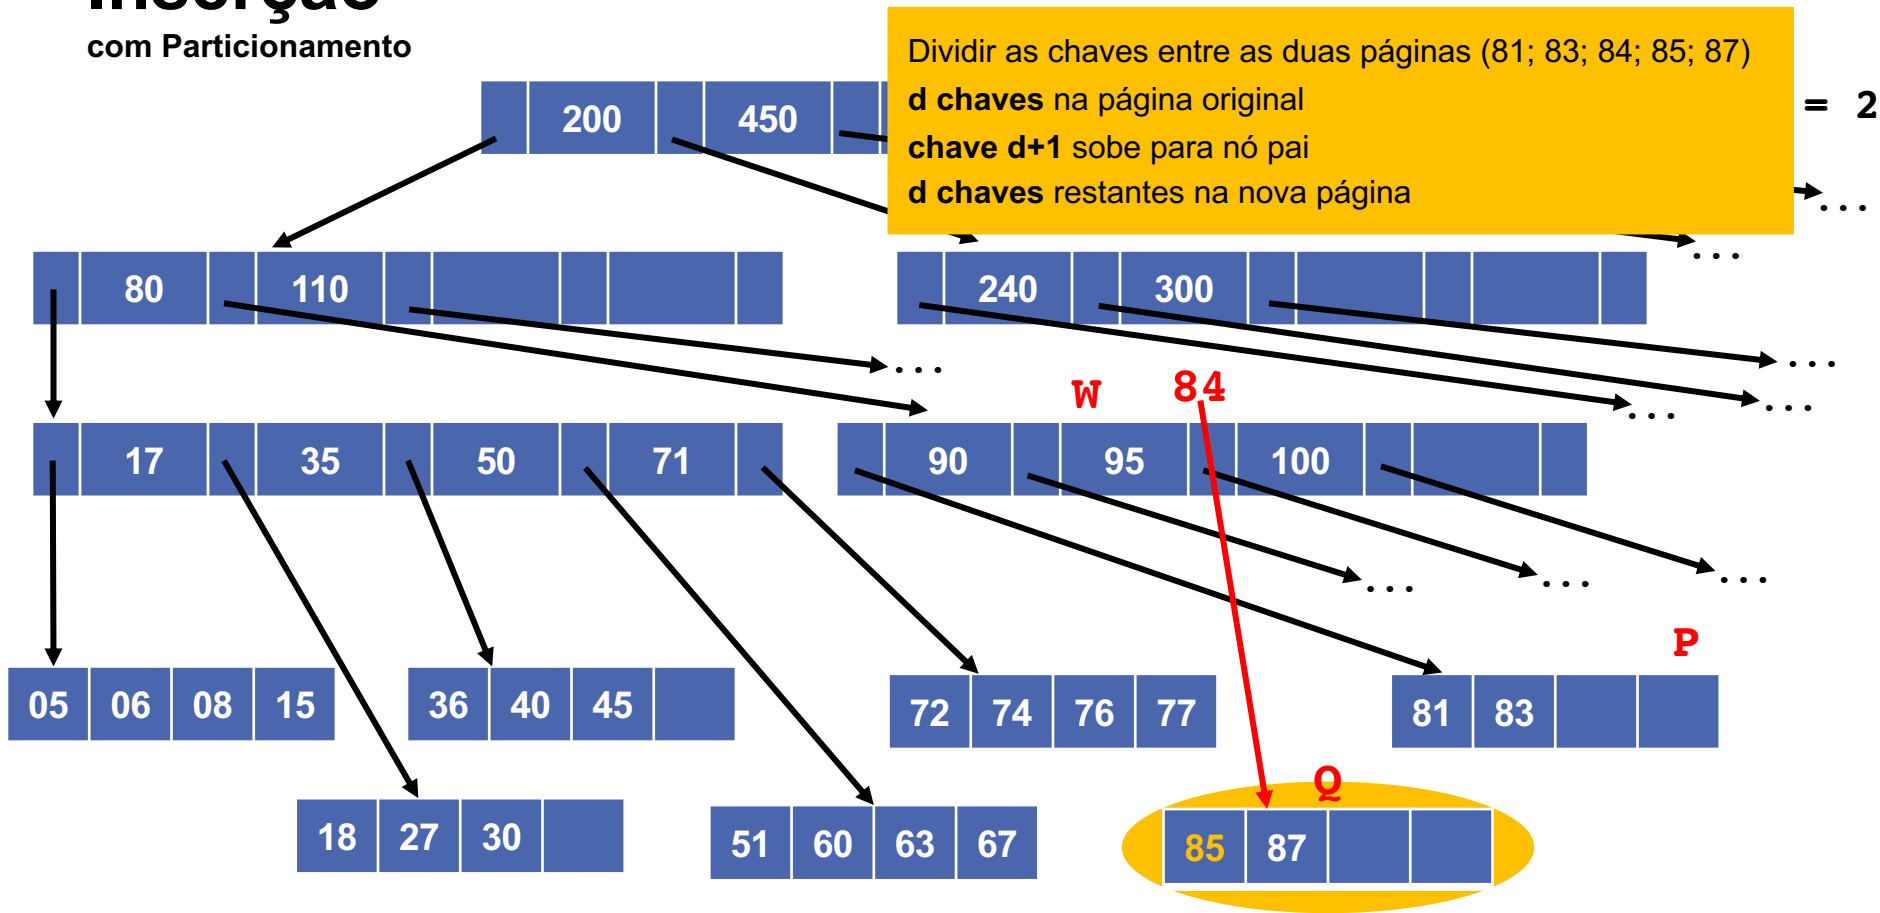 Inserção
com Particionamento
Dividir as chaves entre as duas páginas (81; 83; 84; 85; 87)
d chaves na página original
chave d+1 sobe para nó pai
d chaves restantes na nova página
= 2
200 450
...
...
80 110
240 300
...
...
...
...
W 84
17 35 50 71
90 95 100
...
...
...
P
05 06 08 15
36 40 45
72 74 76 77
81 83
Q
18 27 30
51 60 63 67
85 87